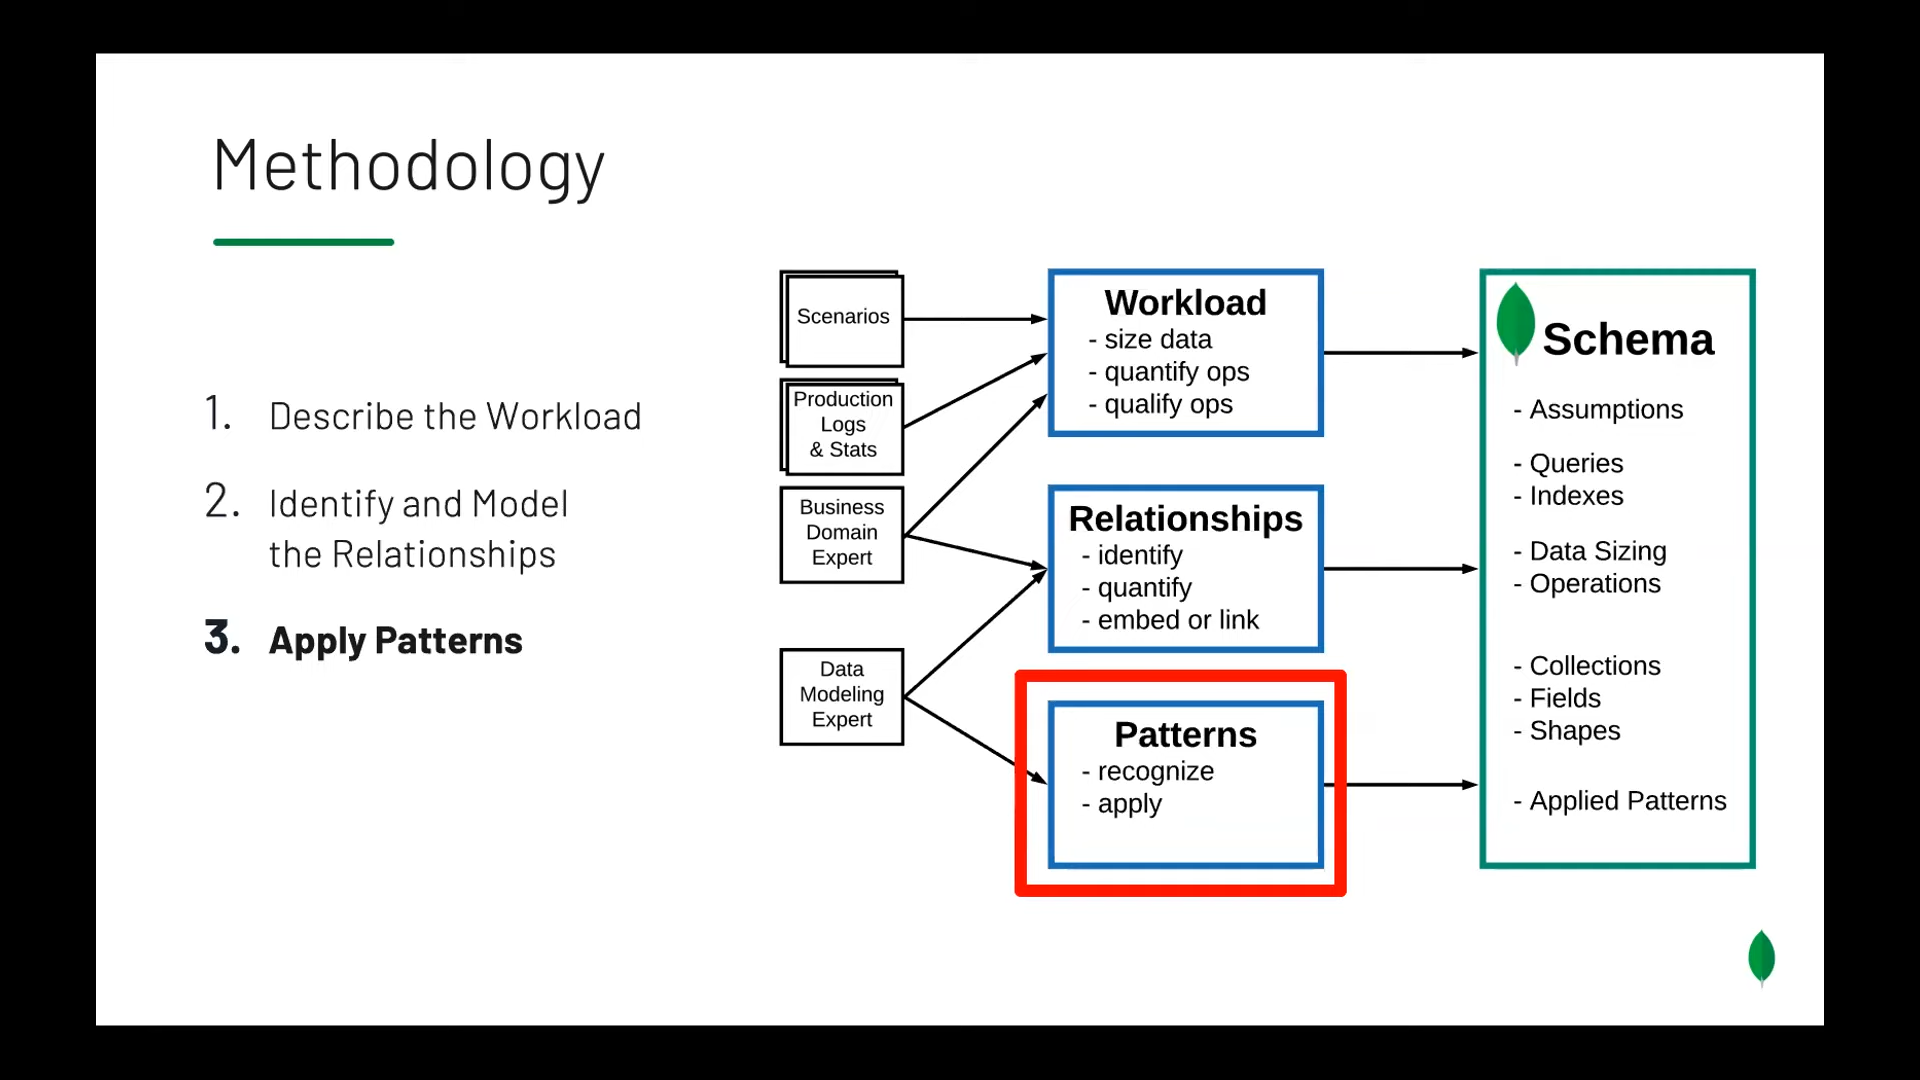 Methodology
1. Describe the Workload
2. Identify and Model
the Relationships
3. Apply Patterns
Scenarios
Production
Logs
& Stats
Business
Domain
Expert
Data
Modeling
Expert
Workload
- size data
- quantify ops
- qualify ops
Relationships
- identify
- quantify
- embed or link
Patterns
- recognize
- apply
Schema
- Assumptions
- Queries
- Indexes
- Data Sizing
- Operations
- Collections
- Fields
- Shapes
- Applied Patterns